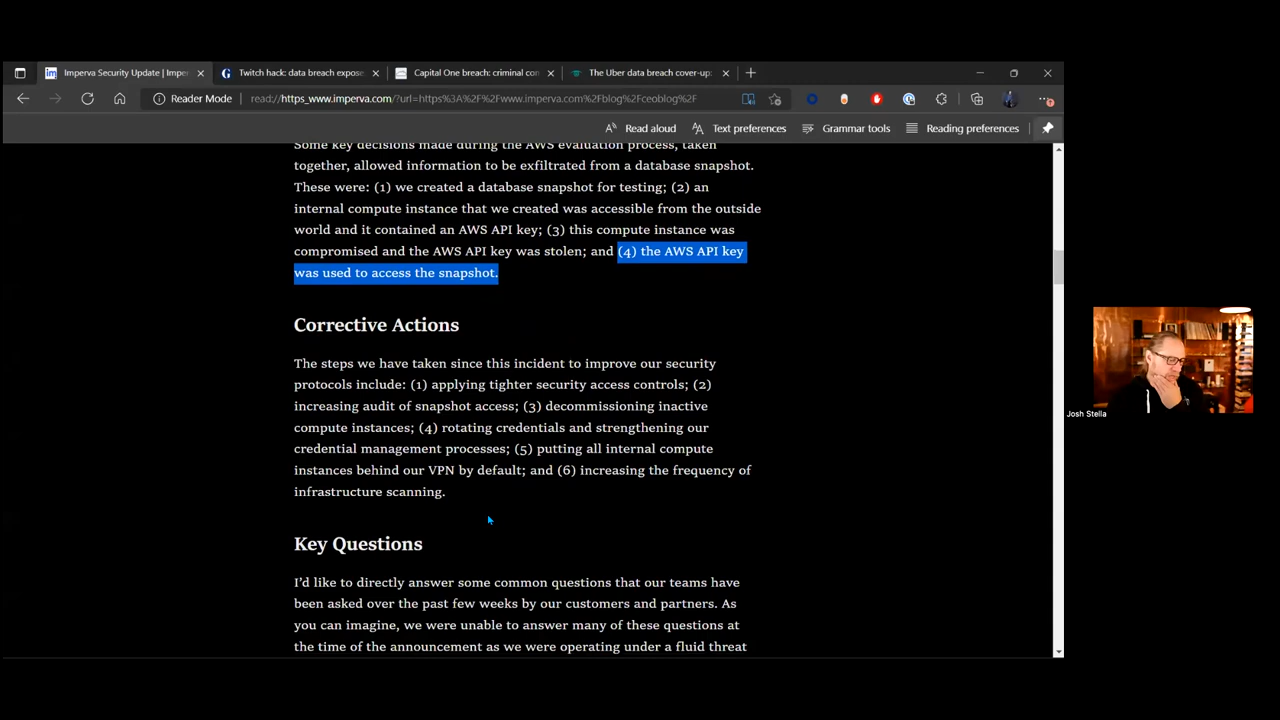 Imperva Security Update | Imper
Twitch hack: data breach expose
Capital One breach: criminal con
The Uber data breach cover-up:
Reader Mode
read://https_www.imperva.com/?url=https%3A%2F%2Fwww.imperva.com%2Fblog%2Fceoblog%2F
Read aloud
Text preferences
Grammar tools
Reading preferences
Some key decisions made during the AWS evaluation process, taken
together, allowed information to be exfiltrated from a database snapshot.
These were: (1) we created a database snapshot for testing; (2) an
internal compute instance that we created was accessible from the outside
world and it contained an AWS API key; (3) this compute instance was
compromised and the AWS API key was stolen; and (4) the AWS API key
was used to access the snapshot.
Corrective Actions
The steps we have taken since this incident to improve our security
protocols include: (1) applying tighter security access controls; (2)
increasing audit of snapshot access; (3) decommissioning inactive
compute instances; (4) rotating credentials and strengthening our
credential management processes; (5) putting all internal compute
instances behind our VPN by default; and (6) increasing the frequency of
infrastructure scanning.
Key Questions
I'd like to directly answer some common questions that our teams have
been asked over the past few weeks by our customers and partners. As
you can imagine, we were unable to answer many of these questions at
the time of the announcement as we were operating under a fluid threat
Josh Stella